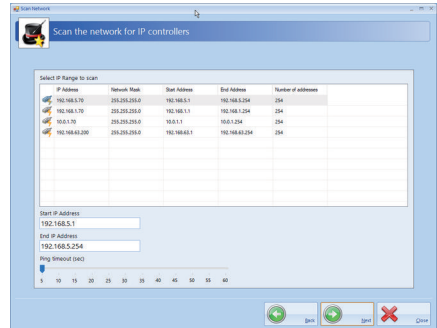 Scan Network
Scan the network for IP controllers
Select IP Range to scan
IP Address Network Mask Start Address End Address Number of addresses
192.168.5.70 255.255.255.0 192.168.5.1 192.168.5.254 254
192.168.1.70 255.255.255.0 192.168.1.1 192.168.1.254 254
10.0.1.70 255.255.255.0 10.0.1.1 10.0.1.254 254
192.168.63.200 255.255.255.0 192.168.63.1 192.168.63.254 254
Start IP Address
192.168.5.1
End IP Address
192.168.5.254
Ping timeout (sec)
5 10 15 20 25 30 35 40 45 50 55 60
Back Next Close